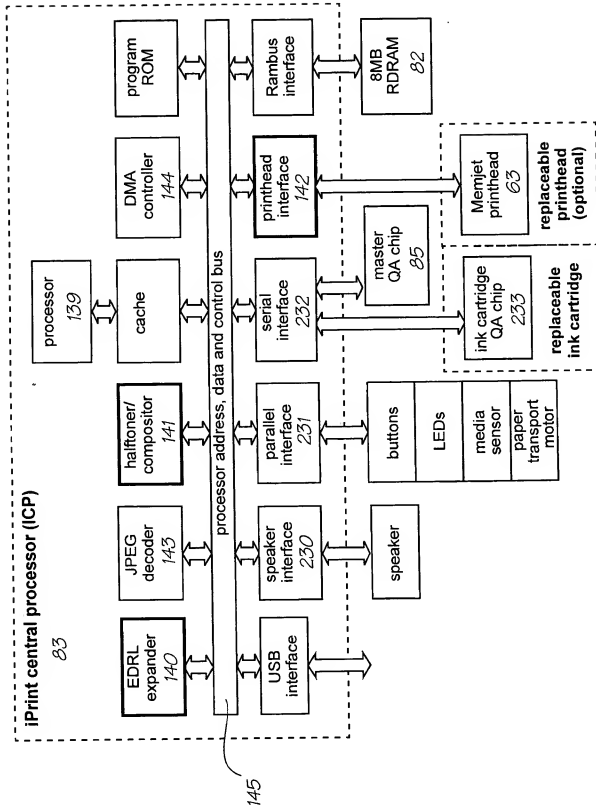 iPrint central processor (ICP)
83
processor
139
EDRL
expander
140
JPEG
decoder
143
halftoner/
compositor
141
cache
DMA
controller
144
program
ROM
processor address, data and control bus
145
USB
interface
speaker
interface
230
parallel
interface
231
serial
interface
232
printhead
interface
142
Rambus
interface
speaker
buttons
LEDs
media
sensor
paper
transport
motor
master
QA chip
85
8MB
RDRAM
82
ink cartridge
QA chip
233
replaceable
ink cartridge
Memjet
printhead
63
replaceable
printhead
(optional)